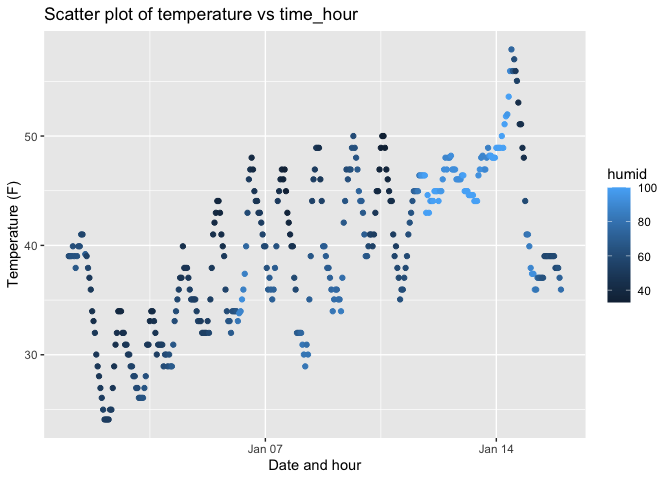 Scatter plot of temperature vs time_hour
Temperature (F)
50
40
30
Jan 07
Jan 14
Date and hour
humid
100
80
60
40